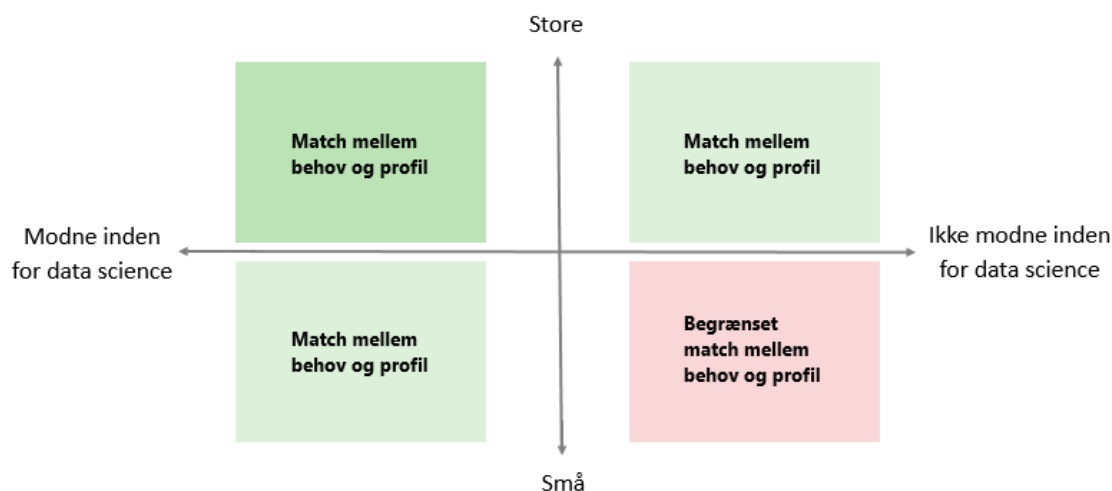 Store
Match mellem
behov og profil
Match mellem
behov og profil
Modne inden
for data science
Ikke modne inden
for data science
Match mellem
behov og profil
Begrænset
match mellem
behov og profil
Små